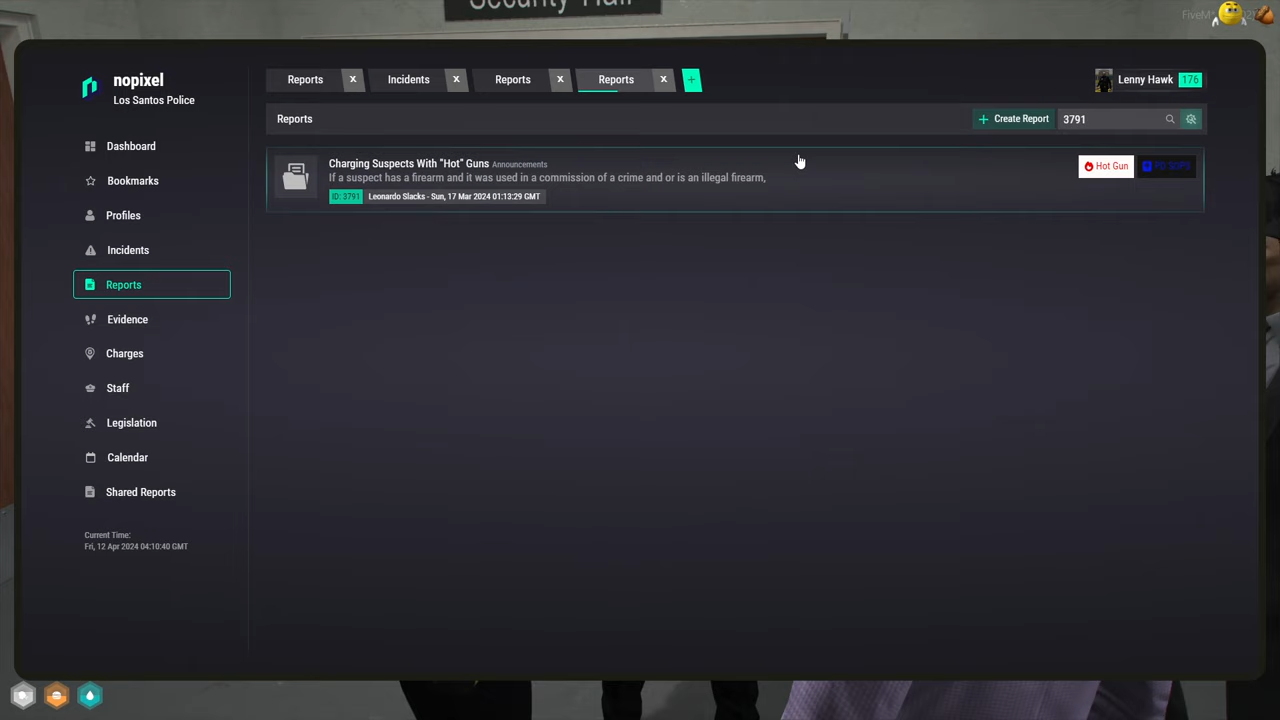 Security Hall
FiveM
nopixel
Los Santos Police
Reports x Incidents x Reports x Reports x +
Lenny Hawk 176
Reports
+ Create Report
3791
Dashboard
Bookmarks
Profiles
Incidents
Reports
Evidence
Charges
Staff
Legislation
Calendar
Shared Reports
Current Time:
Fri, 12 Apr 2024 04:10:40 GMT
Charging Suspects With "Hot" Guns Announcements
If a suspect has a firearm and it was used in a commission of a crime and or is an illegal firearm,
ID: 3791 Leonardo Slacks - Sun, 17 Mar 2024 01:13:29 GMT
Hot Gun
PD SOPS